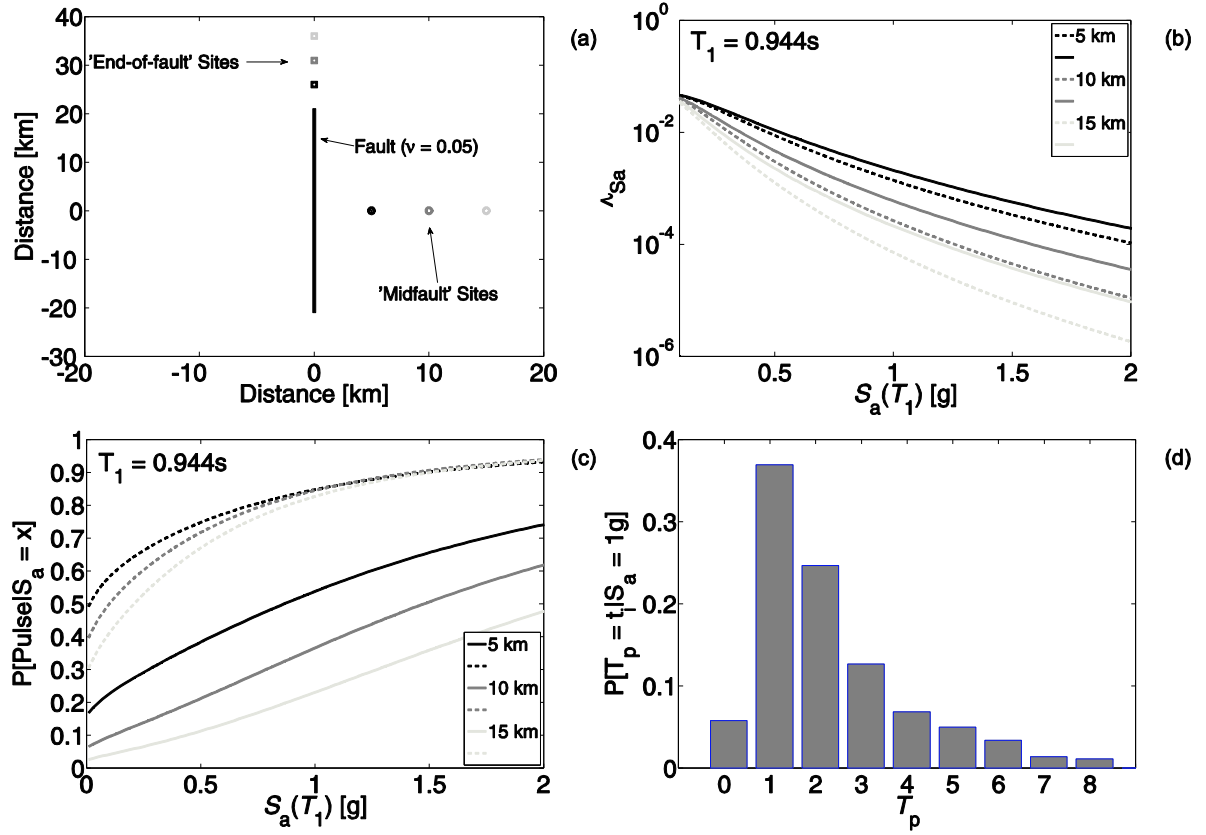 (a)
40
30
20
10
0
-10
-20
-30
Distance [km]
'End-of-fault' Sites
Fault (ν = 0.05)
'Midfault' Sites
-20 -10 0 10 20
Distance [km]
(b)
T1 = 0.944s
5 km
10 km
15 km
10^0
10^-2
10^-4
10^-6
λSa
0.5 1 1.5 2
Sa(T1) [g]
(c)
T1 = 0.944s
1
0.9
0.8
0.7
0.6
0.5
0.4
0.3
0.2
0.1
0
P[Pulse|Sa = x]
5 km
10 km
15 km
0 0.5 1 1.5 2
Sa(T1) [g]
(d)
0.4
0.3
0.2
0.1
0
P[Tp = ti|Sa = 1g]
0 1 2 3 4 5 6 7 8
Tp